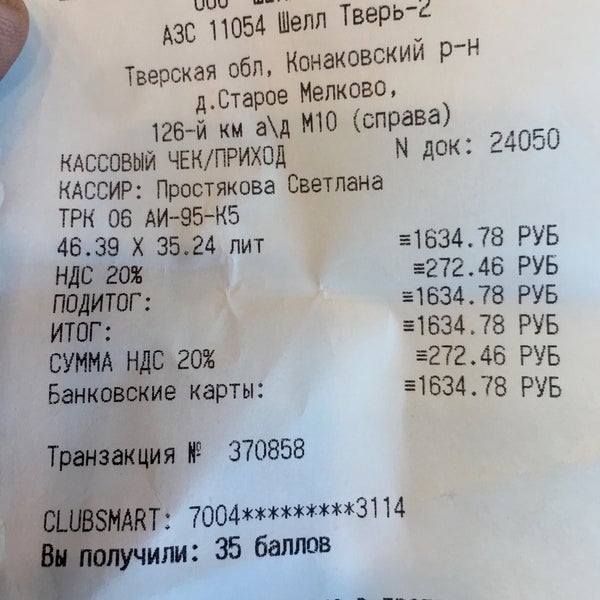 ООО
АЗС 11054 Шелл Тверь-2
Тверская обл, Конаковский р-н
д.Старое Мелково,
126-й км а\д М10 (справа)
КАССОВЫЙ ЧЕК/ПРИХОД N док: 24050
КАССИР: Простякова Светлана
ТРК 06 АИ-95-К5
46.39 X 35.24 лит ≡1634.78 РУБ
НДС 20% ≡272.46 РУБ
ПОДИТОГ: ≡1634.78 РУБ
ИТОГ: ≡1634.78 РУБ
СУММА НДС 20% ≡272.46 РУБ
Банковские карты: ≡1634.78 РУБ
Транзакция № 370858
CLUBSMART: 7004*********3114
Вы получили: 35 баллов